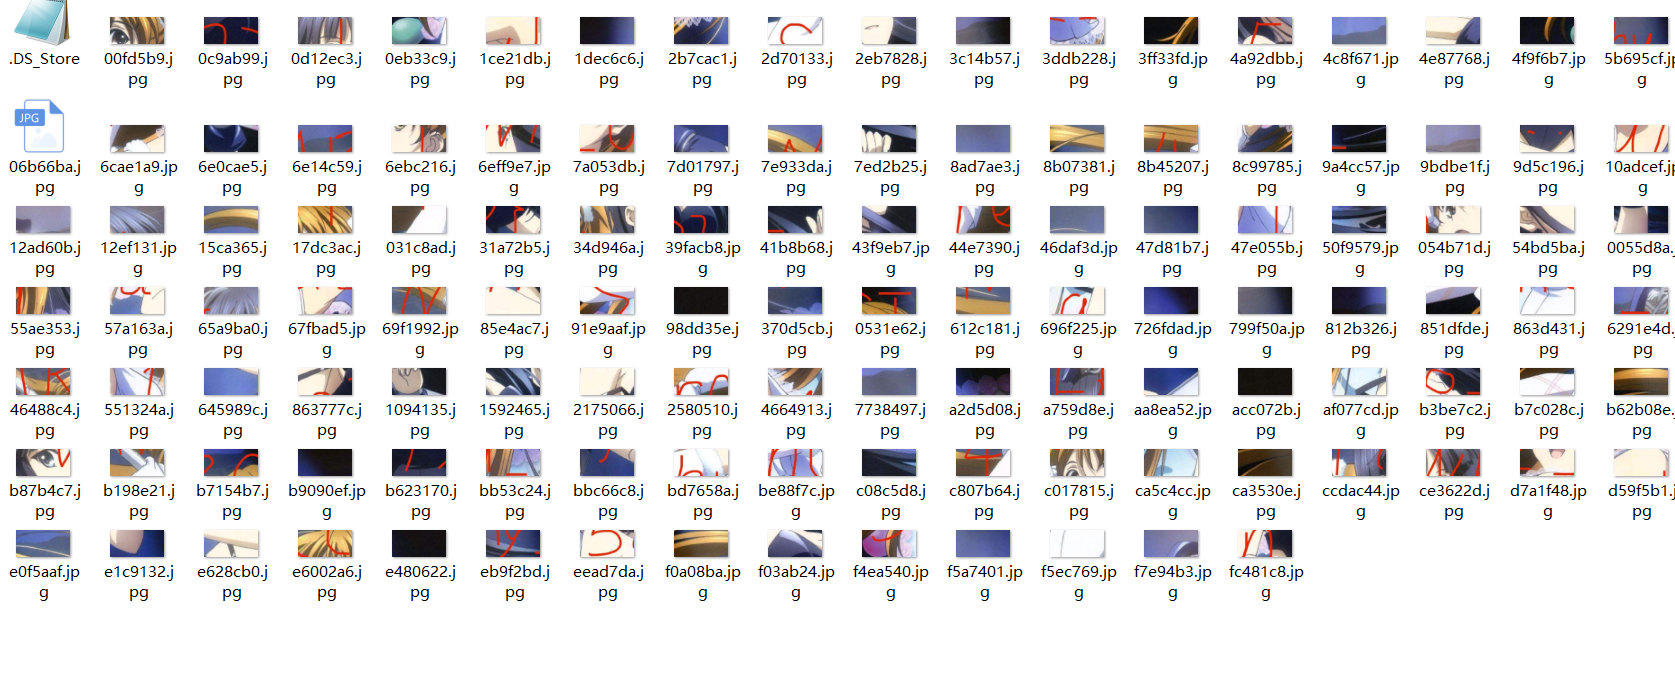 .DS_Store 00fd5b9.jpg 0c9ab99.jpg 0d12ec3.jpg 0eb33c9.jpg 1ce21db.jpg 1dec6c6.jpg 2b7cac1.jpg 2d70133.jpg 2eb7828.jpg 3c14b57.jpg 3ddb228.jpg 3ff33fd.jpg 4a92dbb.jpg 4c8f671.jpg 4e87768.jpg 4f9f6b7.jpg 5b695cf.jpg
JPG
06b66ba.jpg 6cae1a9.jpg 6e0cae5.jpg 6e14c59.jpg 6ebc216.jpg 6eff9e7.jpg 7a053db.jpg 7d01797.jpg 7e933da.jpg 7ed2b25.jpg 8ad7ae3.jpg 8b07381.jpg 8b45207.jpg 8c99785.jpg 9a4cc57.jpg 9bdbe1f.jpg 9d5c196.jpg 10adcef.jpg
12ad60b.jpg 12ef131.jpg 15ca365.jpg 17dc3ac.jpg 031c8ad.jpg 31a72b5.jpg 34d946a.jpg 39facb8.jpg 41b8b68.jpg 43f9eb7.jpg 44e7390.jpg 46daf3d.jpg 47d81b7.jpg 47e055b.jpg 50f9579.jpg 054b71d.jpg 54bd5ba.jpg 0055d8a.jpg
55ae353.jpg 57a163a.jpg 65a9ba0.jpg 67fbad5.jpg 69f1992.jpg 85e4ac7.jpg 91e9aaf.jpg 98dd35e.jpg 370d5cb.jpg 0531e62.jpg 612c181.jpg 696f225.jpg 726fdad.jpg 799f50a.jpg 812b326.jpg 851dfde.jpg 863d431.jpg 6291e4d.jpg
46488c4.jpg 551324a.jpg 645989c.jpg 863777c.jpg 1094135.jpg 1592465.jpg 2175066.jpg 2580510.jpg 4664913.jpg 7738497.jpg a2d5d08.jpg a759d8e.jpg aa8ea52.jpg acc072b.jpg af077cd.jpg b3be7c2.jpg b7c028c.jpg b62b08e.jpg
b87b4c7.jpg b198e21.jpg b7154b7.jpg b9090ef.jpg b623170.jpg bb53c24.jpg bbc66c8.jpg bd7658a.jpg be88f7c.jpg c08c5d8.jpg c807b64.jpg c017815.jpg ca5c4cc.jpg ca3530e.jpg ccdac44.jpg ce3622d.jpg d7a1f48.jpg d59f5b1.jpg
e0f5aaf.jpg e1c9132.jpg e628cb0.jpg e6002a6.jpg e480622.jpg eb9f2bd.jpg eead7da.jpg f0a08ba.jpg f03ab24.jpg f4ea540.jpg f5a7401.jpg f5ec769.jpg f7e94b3.jpg fc481c8.jpg